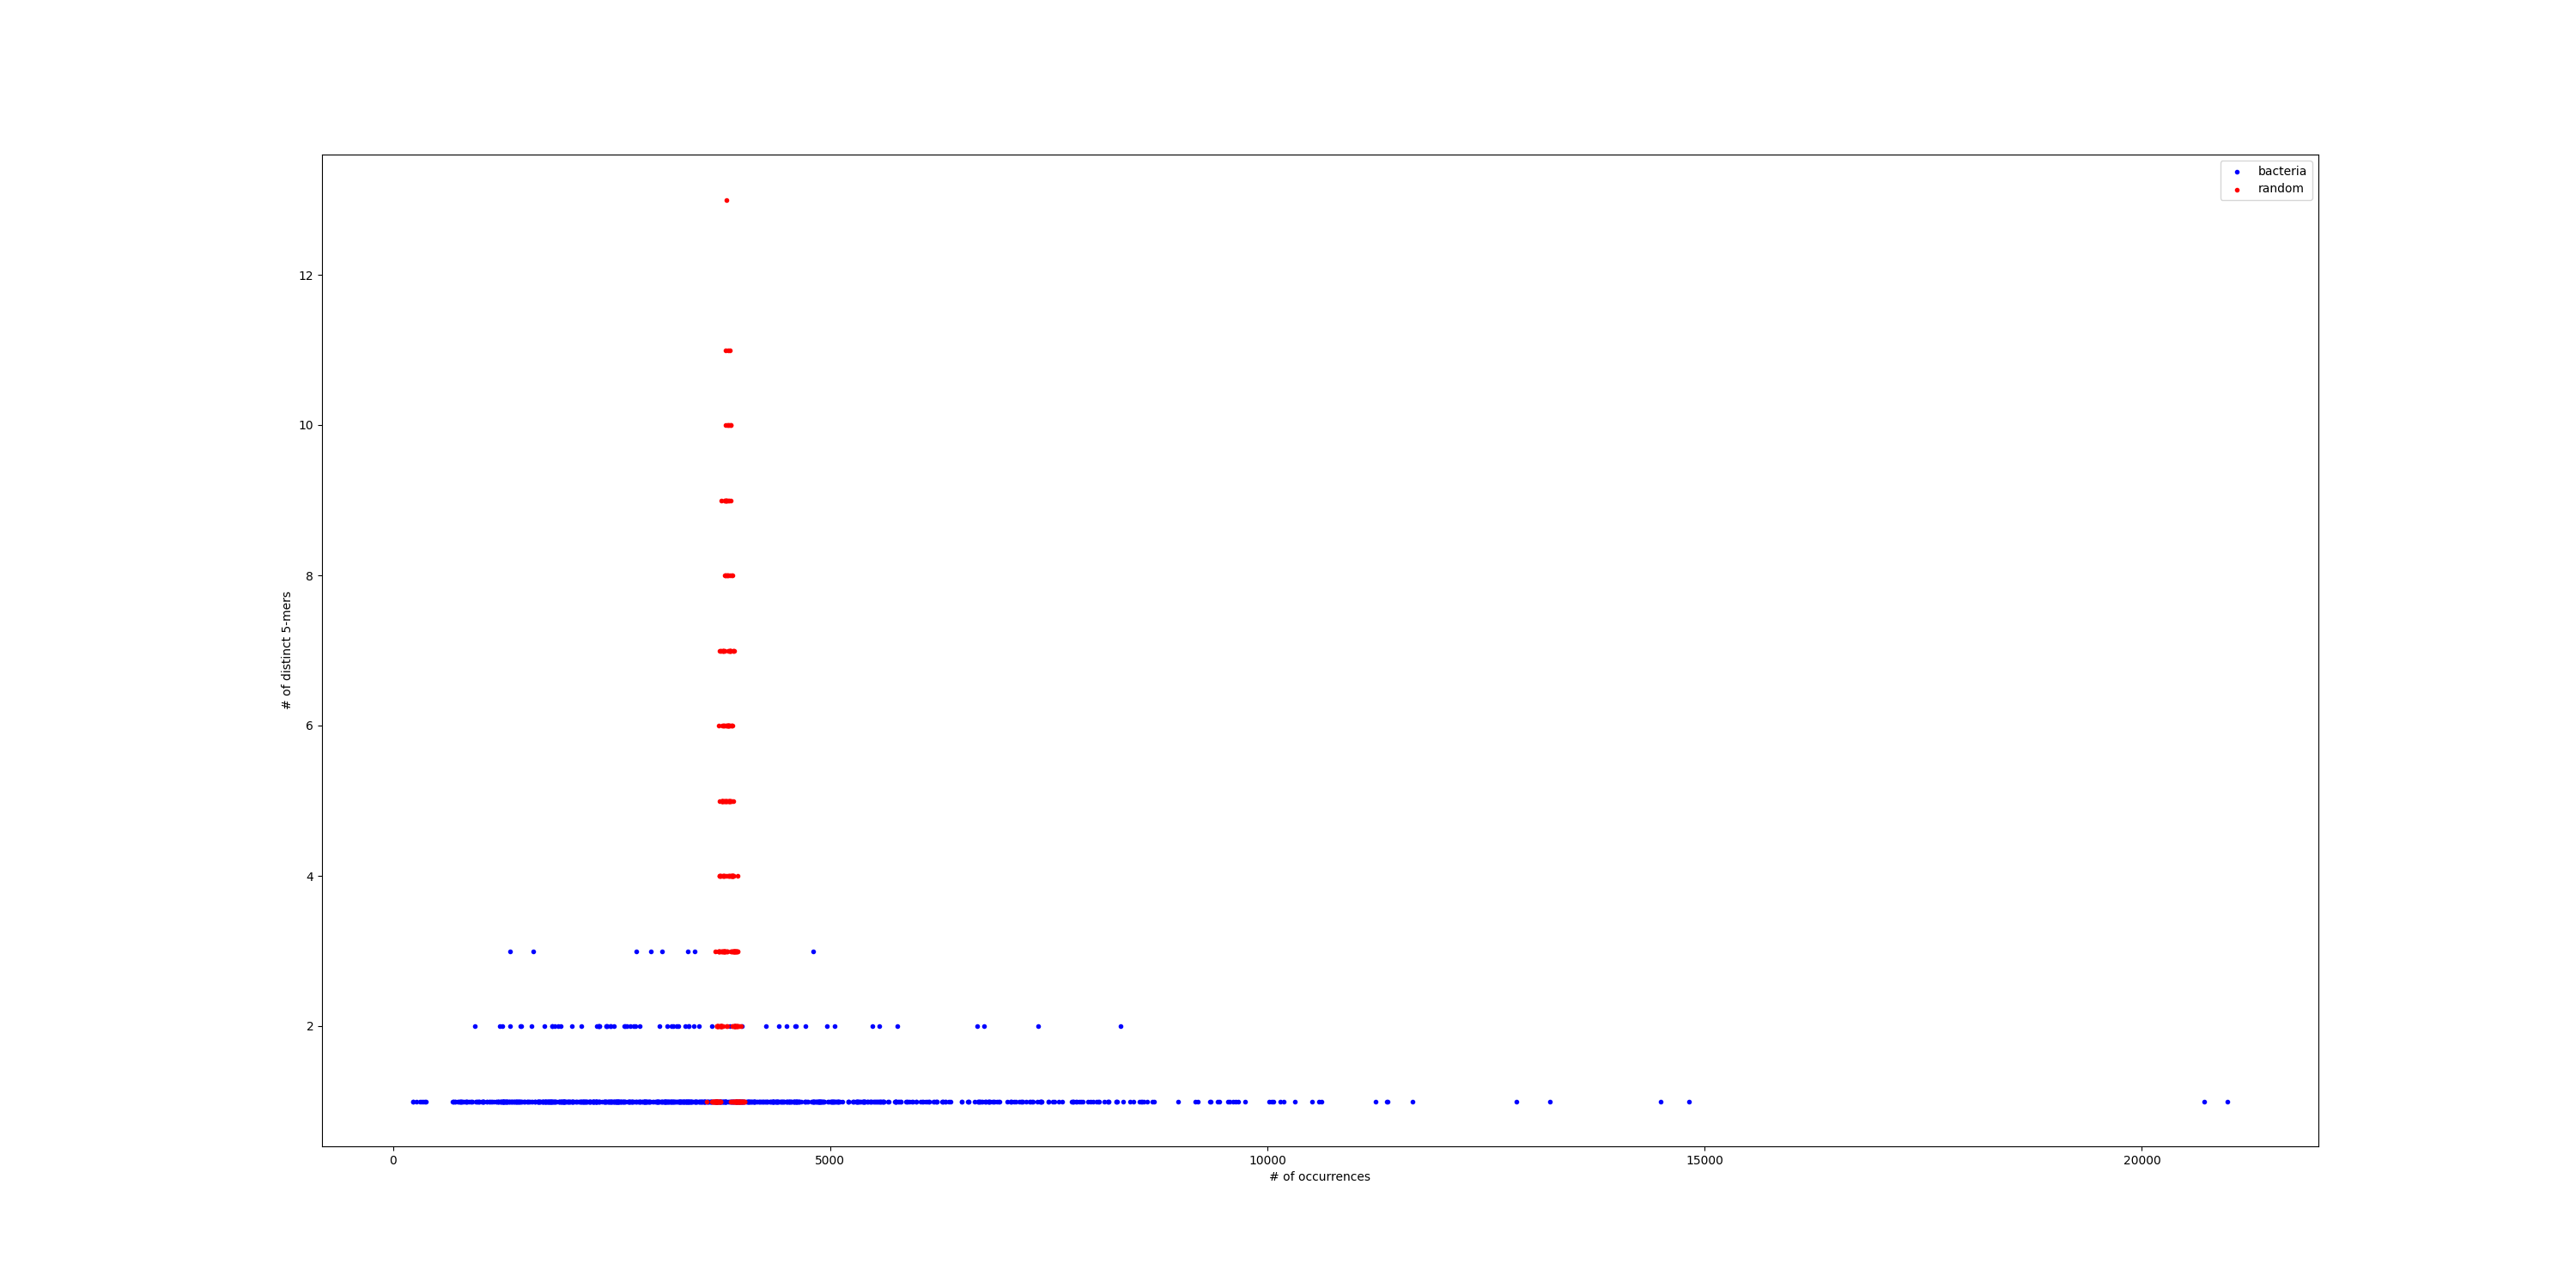 bacteria
random
12
10
8
6
4
2
# of distinct 5-mers
0
5000
10000
15000
20000
# of occurrences